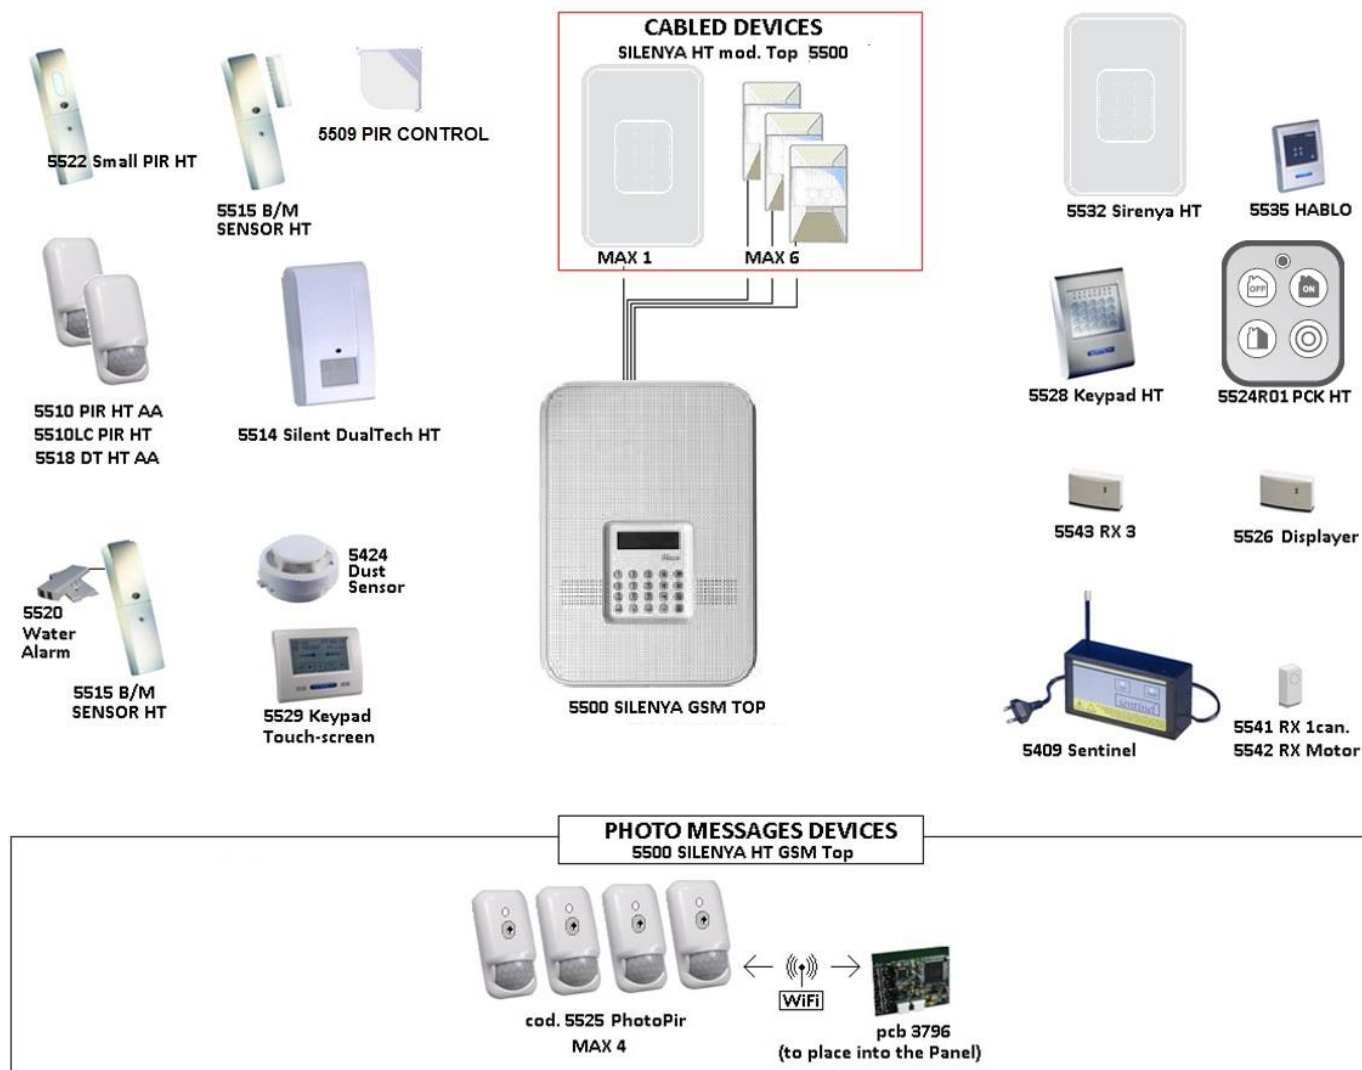 CABLED DEVICES
SILENYA HT mod. Top 5500
MAX 1
MAX 6
5522 Small PIR HT
5515 B/M
SENSOR HT
5509 PIR CONTROL
5532 Sirenya HT
5535 HABLO
5510 PIR HT AA
5510LC PIR HT
5518 DT HT AA
5514 Silent DualTech HT
5528 Keypad HT
OFF
ON
5524R01 PCK HT
5543 RX 3
5526 Displayer
5520
Water
Alarm
5515 B/M
SENSOR HT
5424
Dust
Sensor
5529 Keypad
Touch-screen
5500 SILENYA GSM TOP
sentinel
5409 Sentinel
5541 RX 1can.
5542 RX Motor
PHOTO MESSAGES DEVICES
5500 SILENYA HT GSM Top
cod. 5525 PhotoPir
MAX 4
WiFi
pcb 3796
(to place into the Panel)